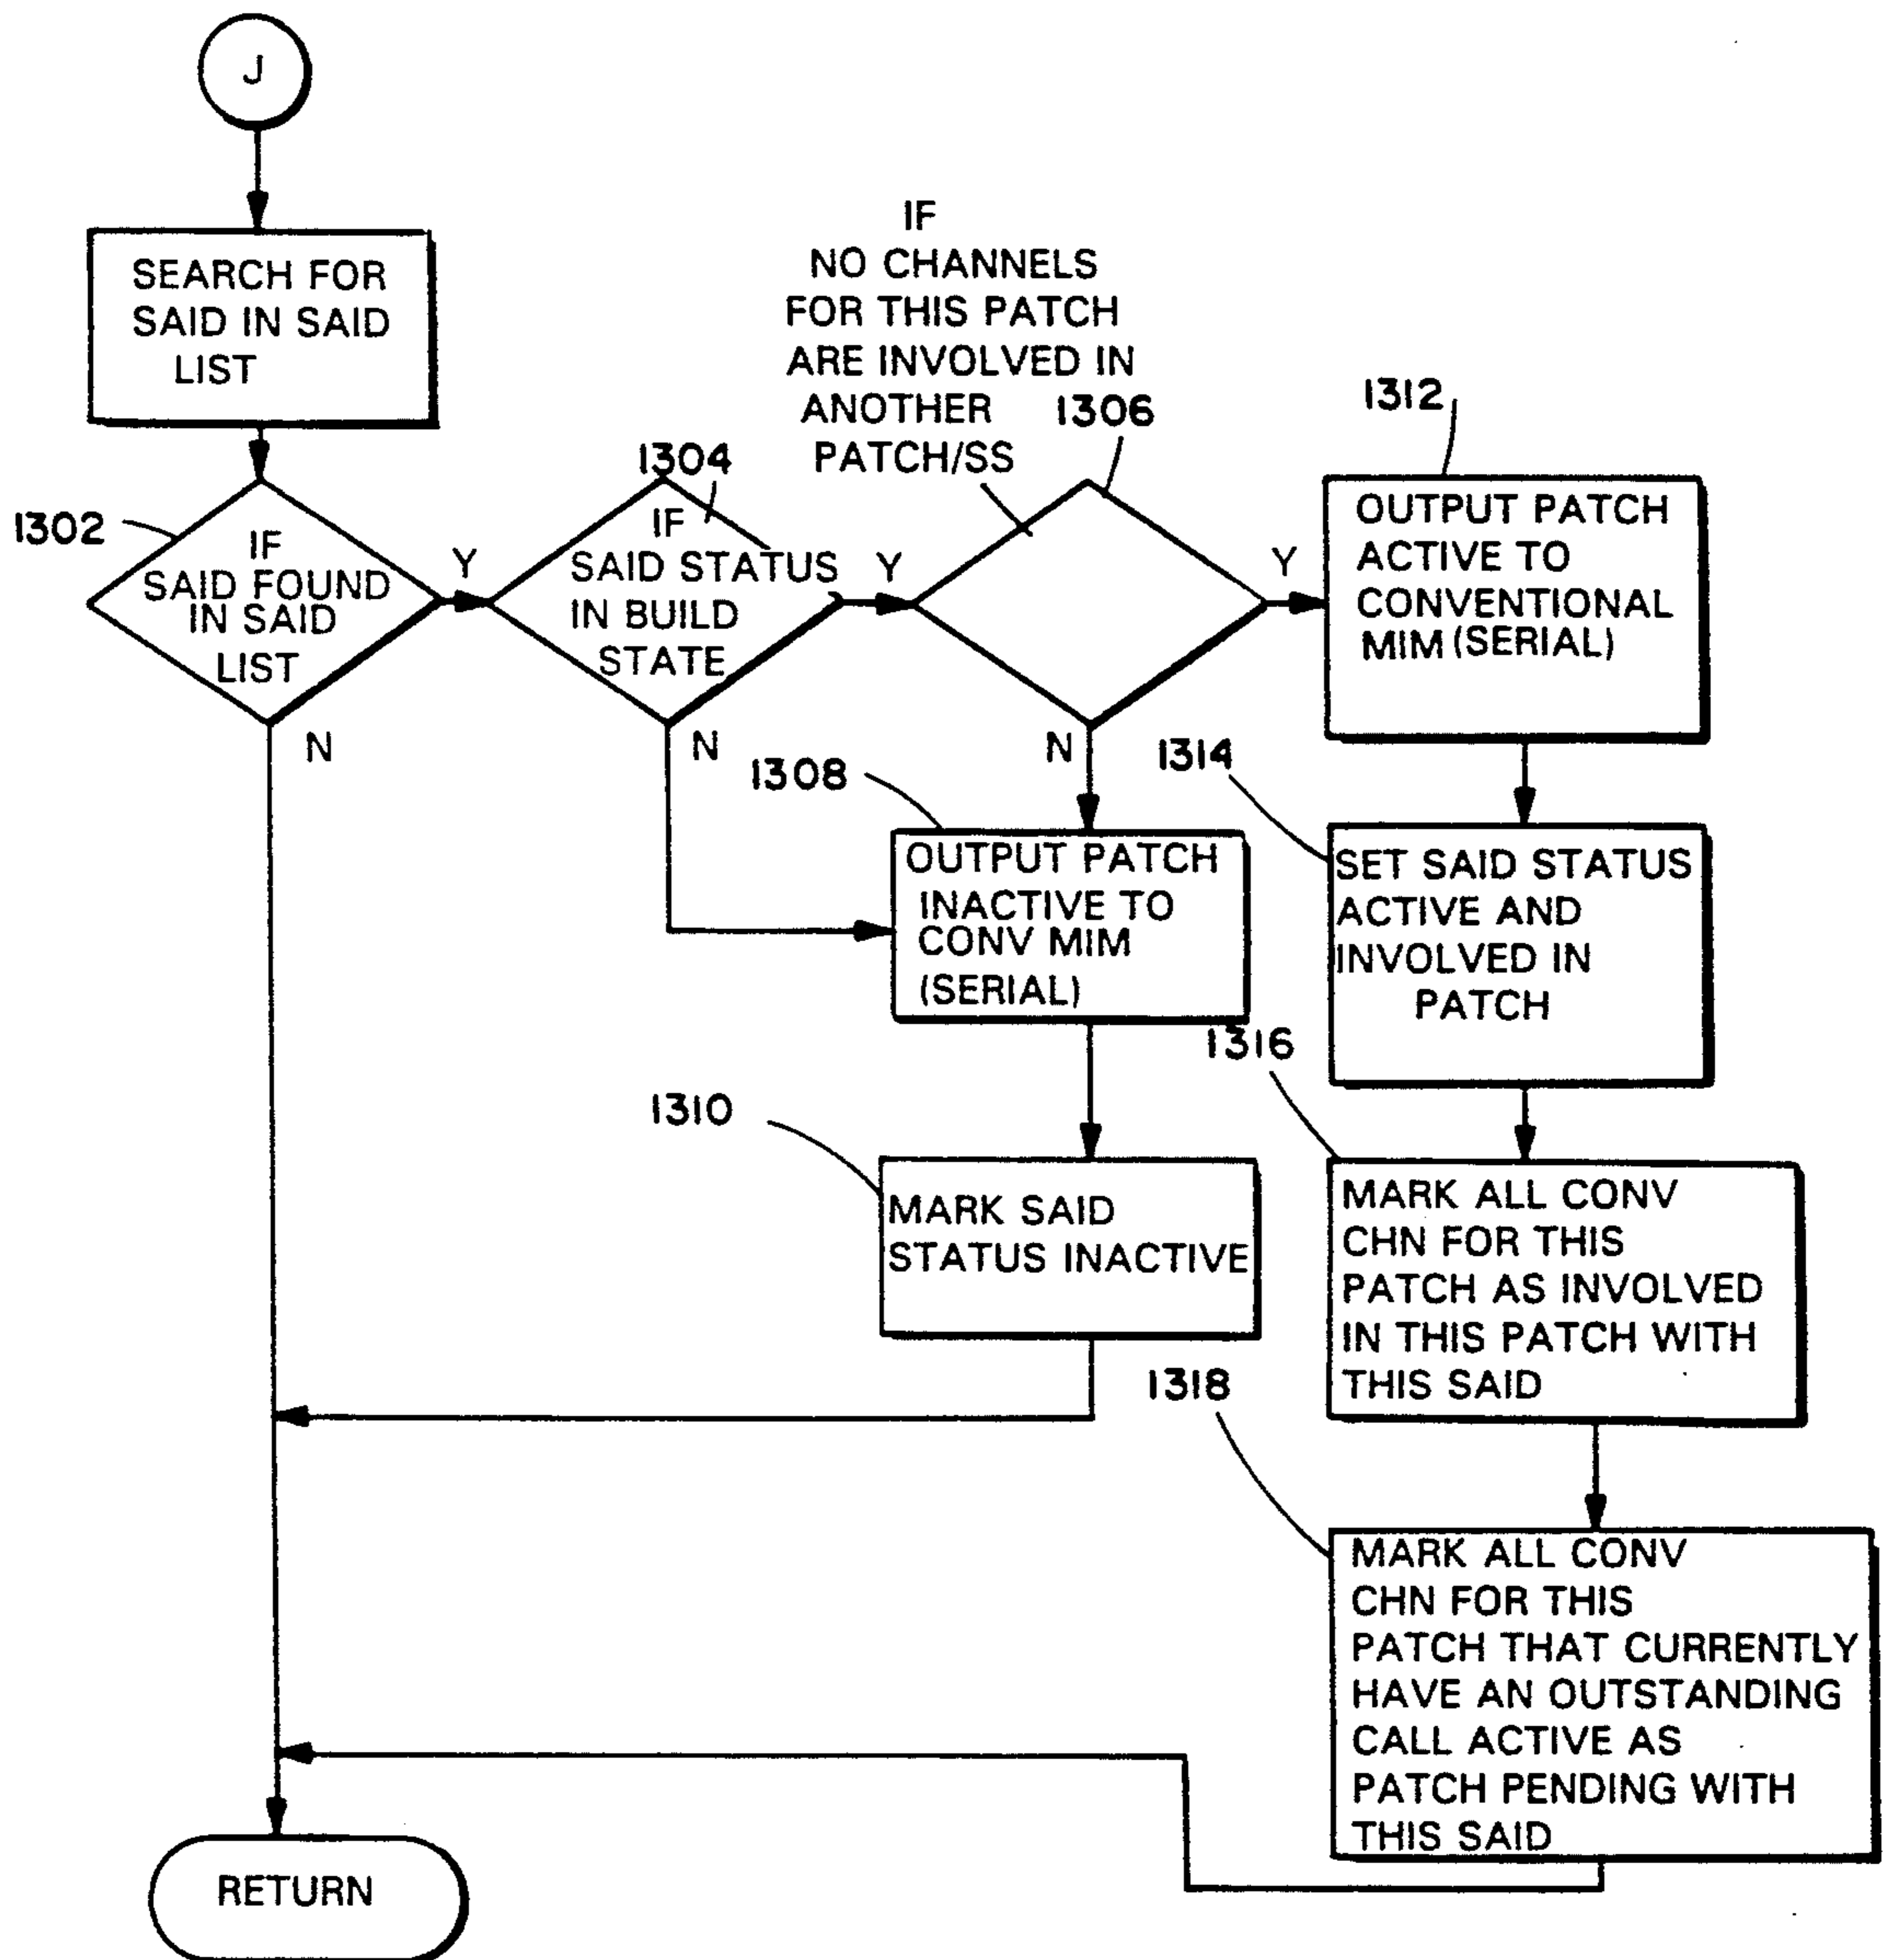 J
SEARCH FOR
SAID IN SAID
LIST
1302
IF
SAID FOUND
IN SAID
LIST
Y
N
1304
IF
SAID STATUS
IN BUILD
STATE
Y
N
IF
NO CHANNELS
FOR THIS PATCH
ARE INVOLVED IN
ANOTHER
PATCH/SS
1306
Y
N
1308
OUTPUT PATCH
INACTIVE TO
CONV MIM
(SERIAL)
1310
MARK SAID
STATUS INACTIVE
1312
OUTPUT PATCH
ACTIVE TO
CONVENTIONAL
MIM (SERIAL)
1314
SET SAID STATUS
ACTIVE AND
INVOLVED IN
PATCH
1316
MARK ALL CONV
CHN FOR THIS
PATCH AS INVOLVED
IN THIS PATCH WITH
THIS SAID
1318
MARK ALL CONV
CHN FOR THIS
PATCH THAT CURRENTLY
HAVE AN OUTSTANDING
CALL ACTIVE AS
PATCH PENDING WITH
THIS SAID
RETURN